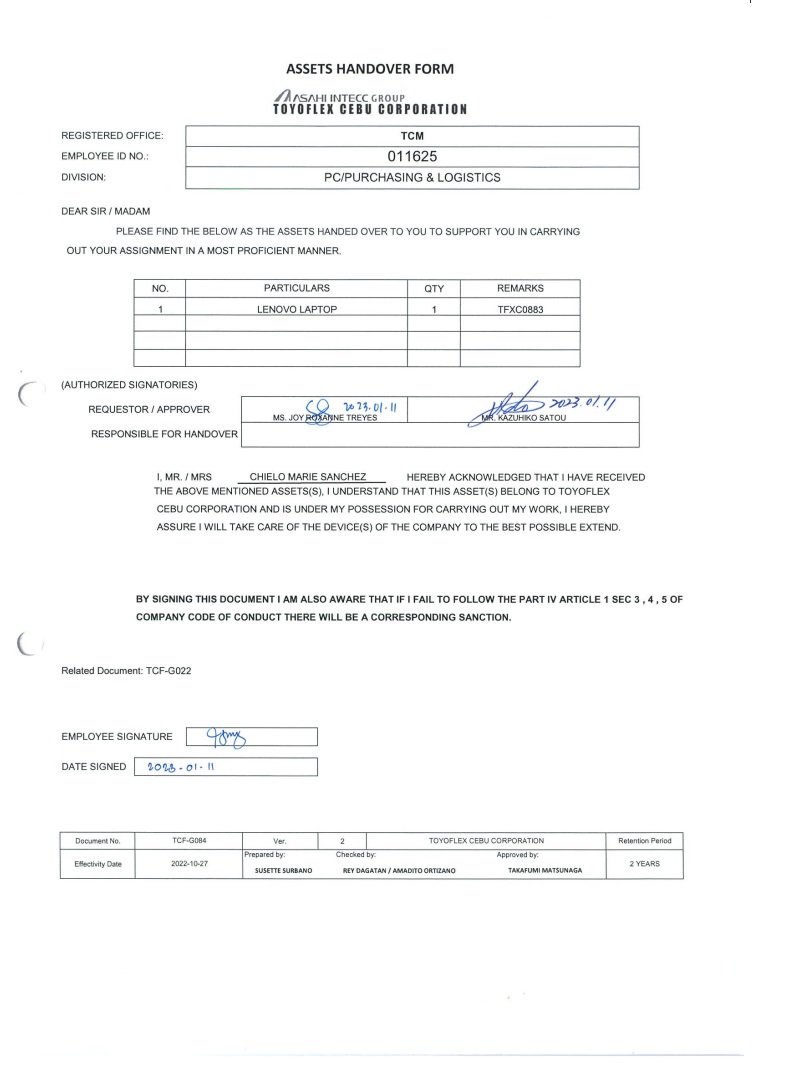 ASSETS HANDOVER FORM
ASAHI INTECC GROUP
TOYOFLEX CEBU CORPORATION
REGISTERED OFFICE: TCM
EMPLOYEE ID NO.: 011625
DIVISION: PC/PURCHASING & LOGISTICS
DEAR SIR / MADAM
PLEASE FIND THE BELOW AS THE ASSETS HANDED OVER TO YOU TO SUPPORT YOU IN CARRYING
OUT YOUR ASSIGNMENT IN A MOST PROFICIENT MANNER.
NO. PARTICULARS QTY REMARKS
1 LENOVO LAPTOP 1 TFXC0883
(AUTHORIZED SIGNATORIES)
REQUESTOR / APPROVER 2023.01.11 2023.01.11
MS. JOY ROXANNE TREYES MR. KAZUHIKO SATOU
RESPONSIBLE FOR HANDOVER
I, MR. / MRS CHIELO MARIE SANCHEZ HEREBY ACKNOWLEDGED THAT I HAVE RECEIVED
THE ABOVE MENTIONED ASSETS(S), I UNDERSTAND THAT THIS ASSET(S) BELONG TO TOYOFLEX
CEBU CORPORATION AND IS UNDER MY POSSESSION FOR CARRYING OUT MY WORK, I HEREBY
ASSURE I WILL TAKE CARE OF THE DEVICE(S) OF THE COMPANY TO THE BEST POSSIBLE EXTEND.
BY SIGNING THIS DOCUMENT I AM ALSO AWARE THAT IF I FAIL TO FOLLOW THE PART IV ARTICLE 1 SEC 3 , 4 , 5 OF
COMPANY CODE OF CONDUCT THERE WILL BE A CORRESPONDING SANCTION.
Related Document: TCF-G022
EMPLOYEE SIGNATURE
DATE SIGNED 2023-01-11
Document No. TCF-G084 Ver. 2 TOYOFLEX CEBU CORPORATION Retention Period
Effectivity Date 2022-10-27 Prepared by: Checked by: Approved by: 2 YEARS
SUSETTE SURBANO REY DAGATAN / AMADITO ORTIZANO TAKAFUMI MATSUNAGA